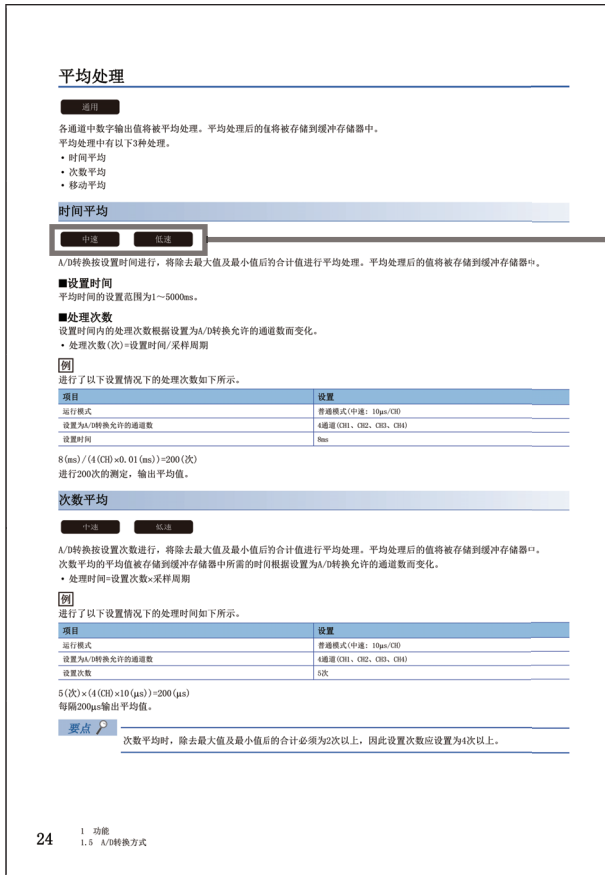 平均处理
通用
各通道中数字输出值将被平均处理。平均处理后的值将被存储到缓冲存储器中。
平均处理中有以下3种处理。
• 时间平均
• 次数平均
• 移动平均
时间平均
中速 低速
A/D转换按设置时间进行，将除去最大值及最小值后的合计值进行平均处理。平均处理后的值将被存储到缓冲存储器中。
■设置时间
平均时间的设置范围为1～5000ms。
■处理次数
设置时间内的处理次数根据设置为A/D转换允许的通道数而变化。
• 处理次数(次)=设置时间/采样周期
例
进行了以下设置情况下的处理次数如下所示。
项目 设置
运行模式 普通模式(中速: 10μs/CH)
设置为A/D转换允许的通道数 4通道(CH1、CH2、CH3、CH4)
设置时间 8ms
8(ms)/(4(CH)×0.01(ms))=200(次)
进行200次的测定，输出平均值。
次数平均
中速 低速
A/D转换按设置次数进行，将除去最大值及最小值后的合计值进行平均处理。平均处理后的值将被存储到缓冲存储器中。
次数平均的平均值被存储到缓冲存储器中所需的时间根据设置为A/D转换允许的通道数而变化。
• 处理时间=设置次数×采样周期
例
进行了以下设置情况下的处理时间如下所示。
项目 设置
运行模式 普通模式(中速: 10μs/CH)
设置为A/D转换允许的通道数 4通道(CH1、CH2、CH3、CH4)
设置次数 5次
5(次)×(4(CH)×10(μs))=200(μs)
每隔200μs输出平均值。
要点
次数平均时，除去最大值及最小值后的合计必须为2次以上，因此设置次数应设置为4次以上。
24
1 功能
1.5 A/D转换方式